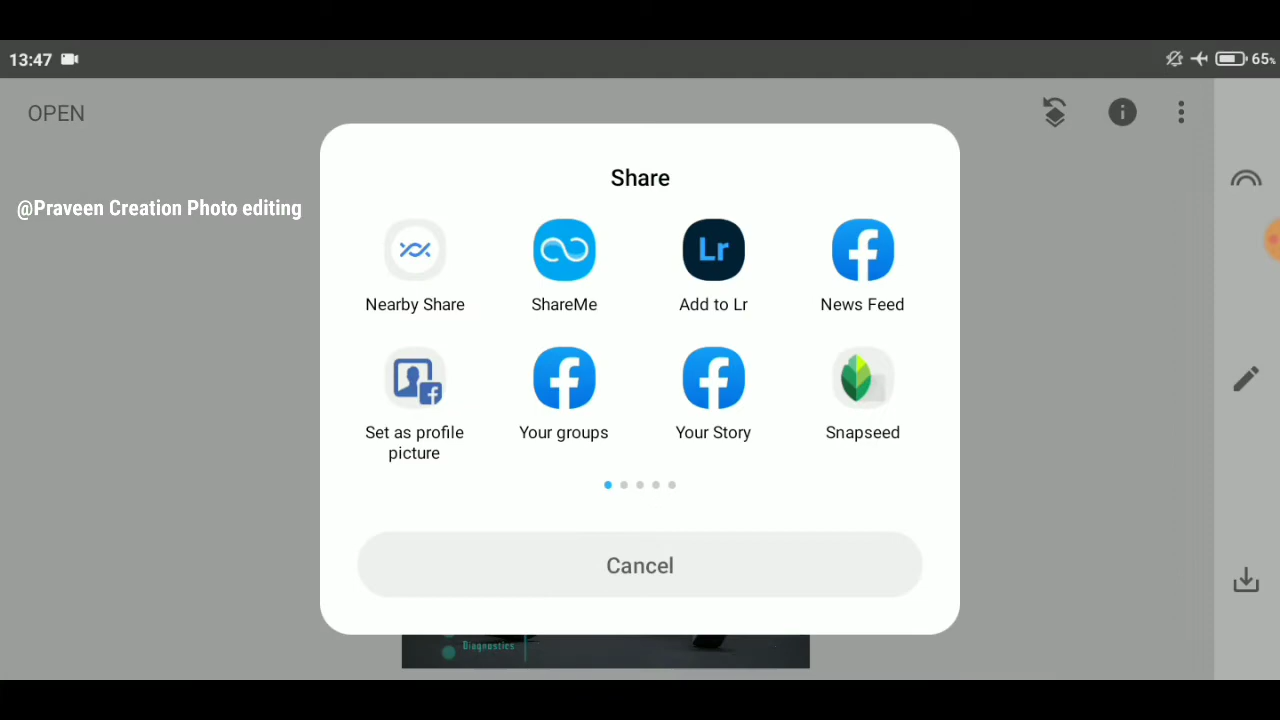 13:47
65%
OPEN
Share
@Praveen Creation Photo editing
Lr
Nearby Share
ShareMe
Add to Lr
News Feed
Set as profile
picture
Your groups
Your Story
Snapseed
Cancel
Diagnostics